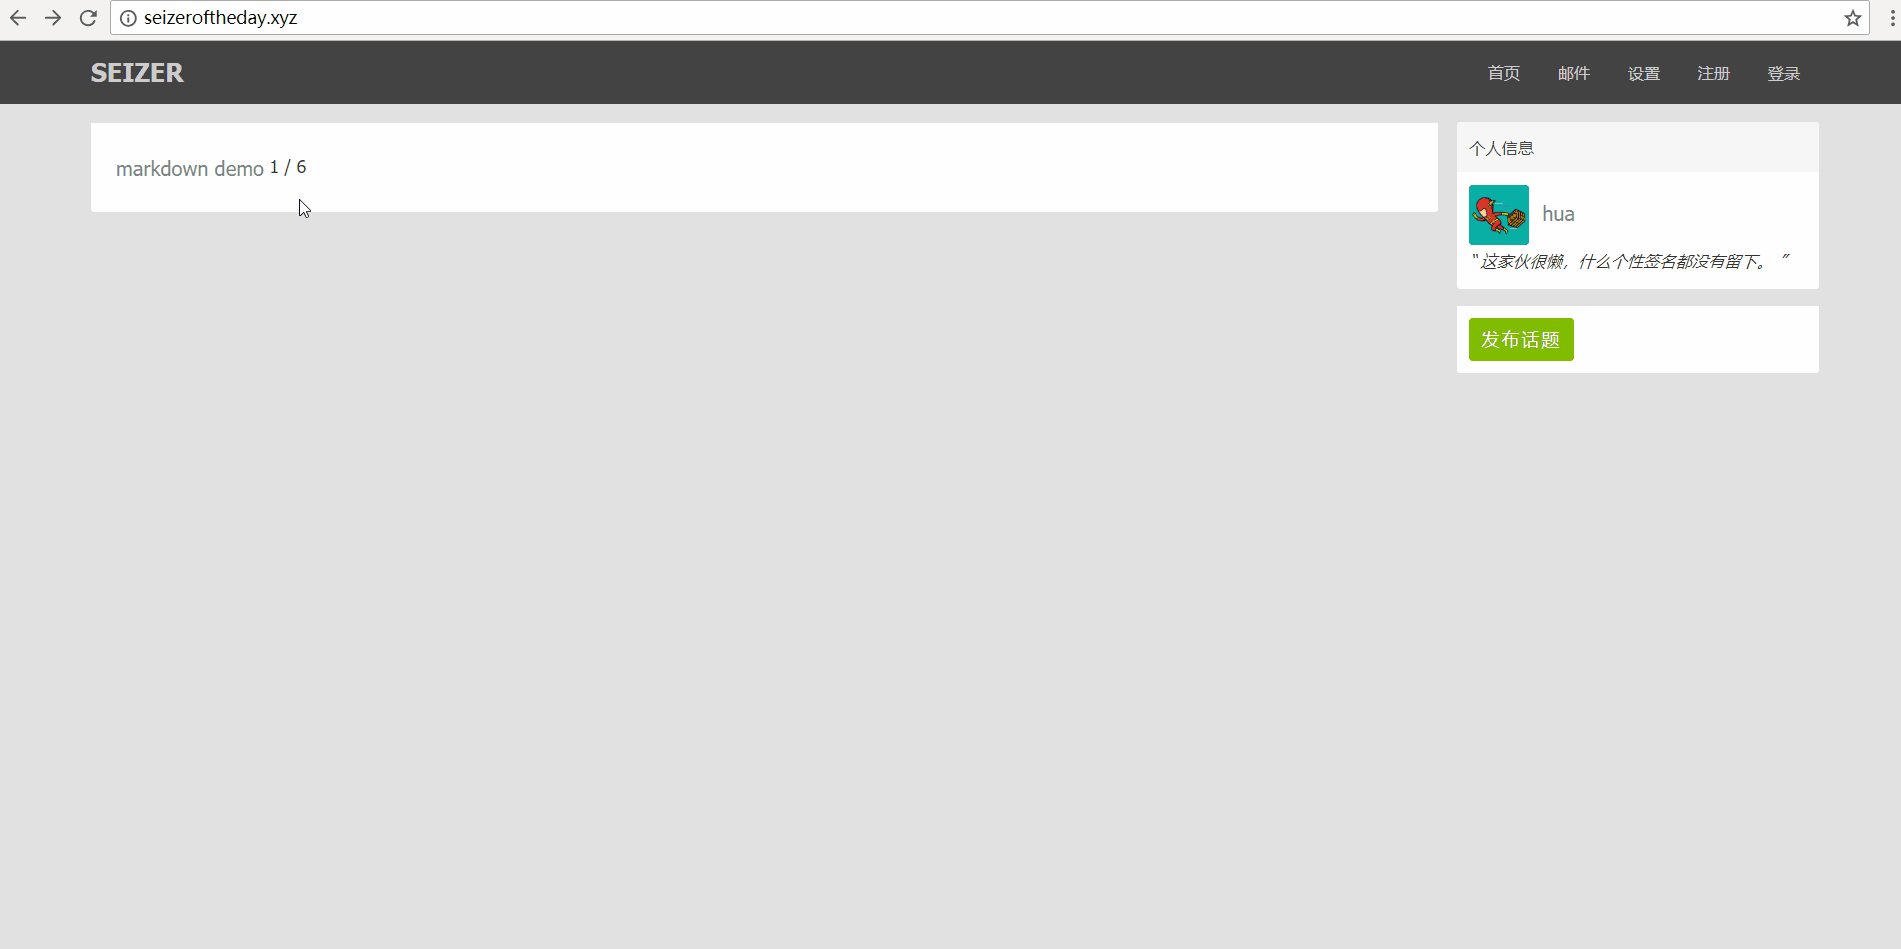 seizeroftheday.xyz
SEIZER
首页 邮件 设置 注册 登录
markdown demo 1 / 6
个人信息
hua
“这家伙很懒，什么个性签名都没有留下。 ”
发布话题